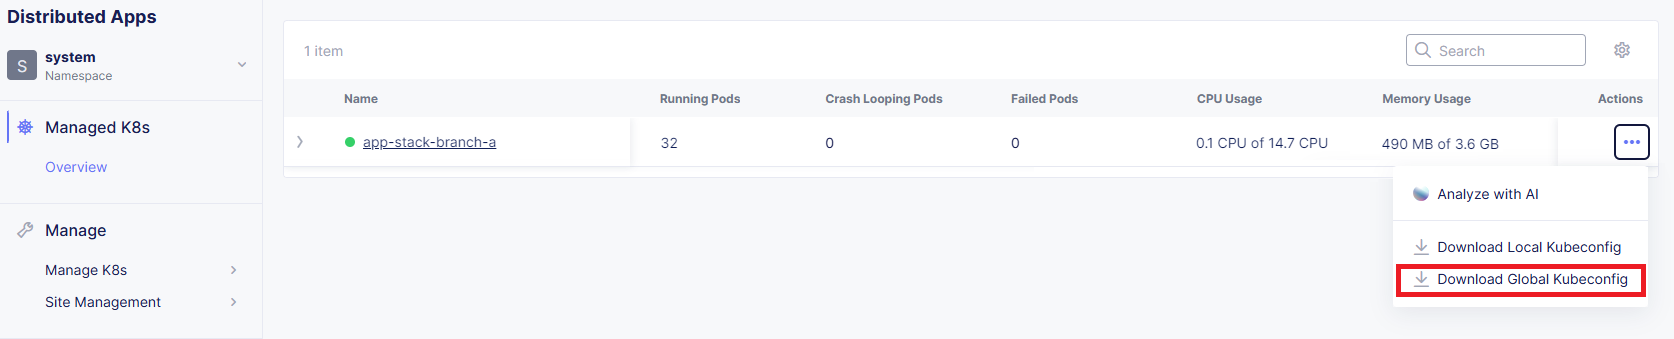 Distributed Apps
S
system
Namespace
Managed K8s
Overview
Manage
Manage K8s
Site Management
1 item
Search
Name Running Pods Crash Looping Pods Failed Pods CPU Usage Memory Usage Actions
app-stack-branch-a 32 0 0 0.1 CPU of 14.7 CPU 490 MB of 3.6 GB
Analyze with AI
Download Local Kubeconfig
Download Global Kubeconfig